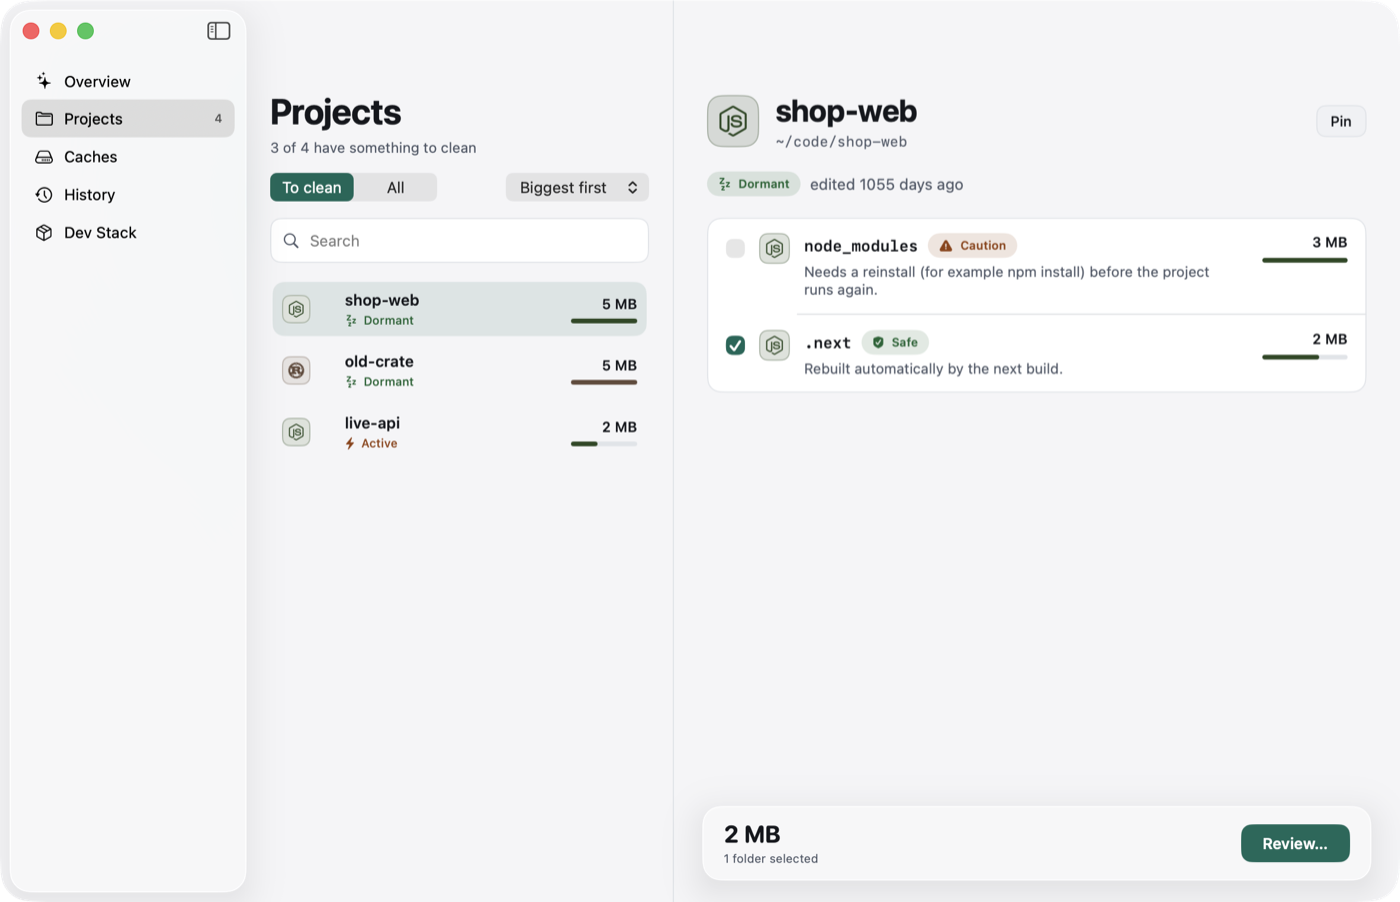 Overview
Projects
4
Caches
History
Dev Stack
Projects
3 of 4 have something to clean
To clean
All
Biggest first
Search
shop-web
5 MB
Dormant
old-crate
5 MB
Dormant
live-api
2 MB
Active
shop-web
~/code/shop-web
Pin
Dormant
edited 1055 days ago
node_modules
Caution
3 MB
Needs a reinstall (for example npm install) before the project
runs again.
.next
Safe
2 MB
Rebuilt automatically by the next build.
2 MB
1 folder selected
Review...